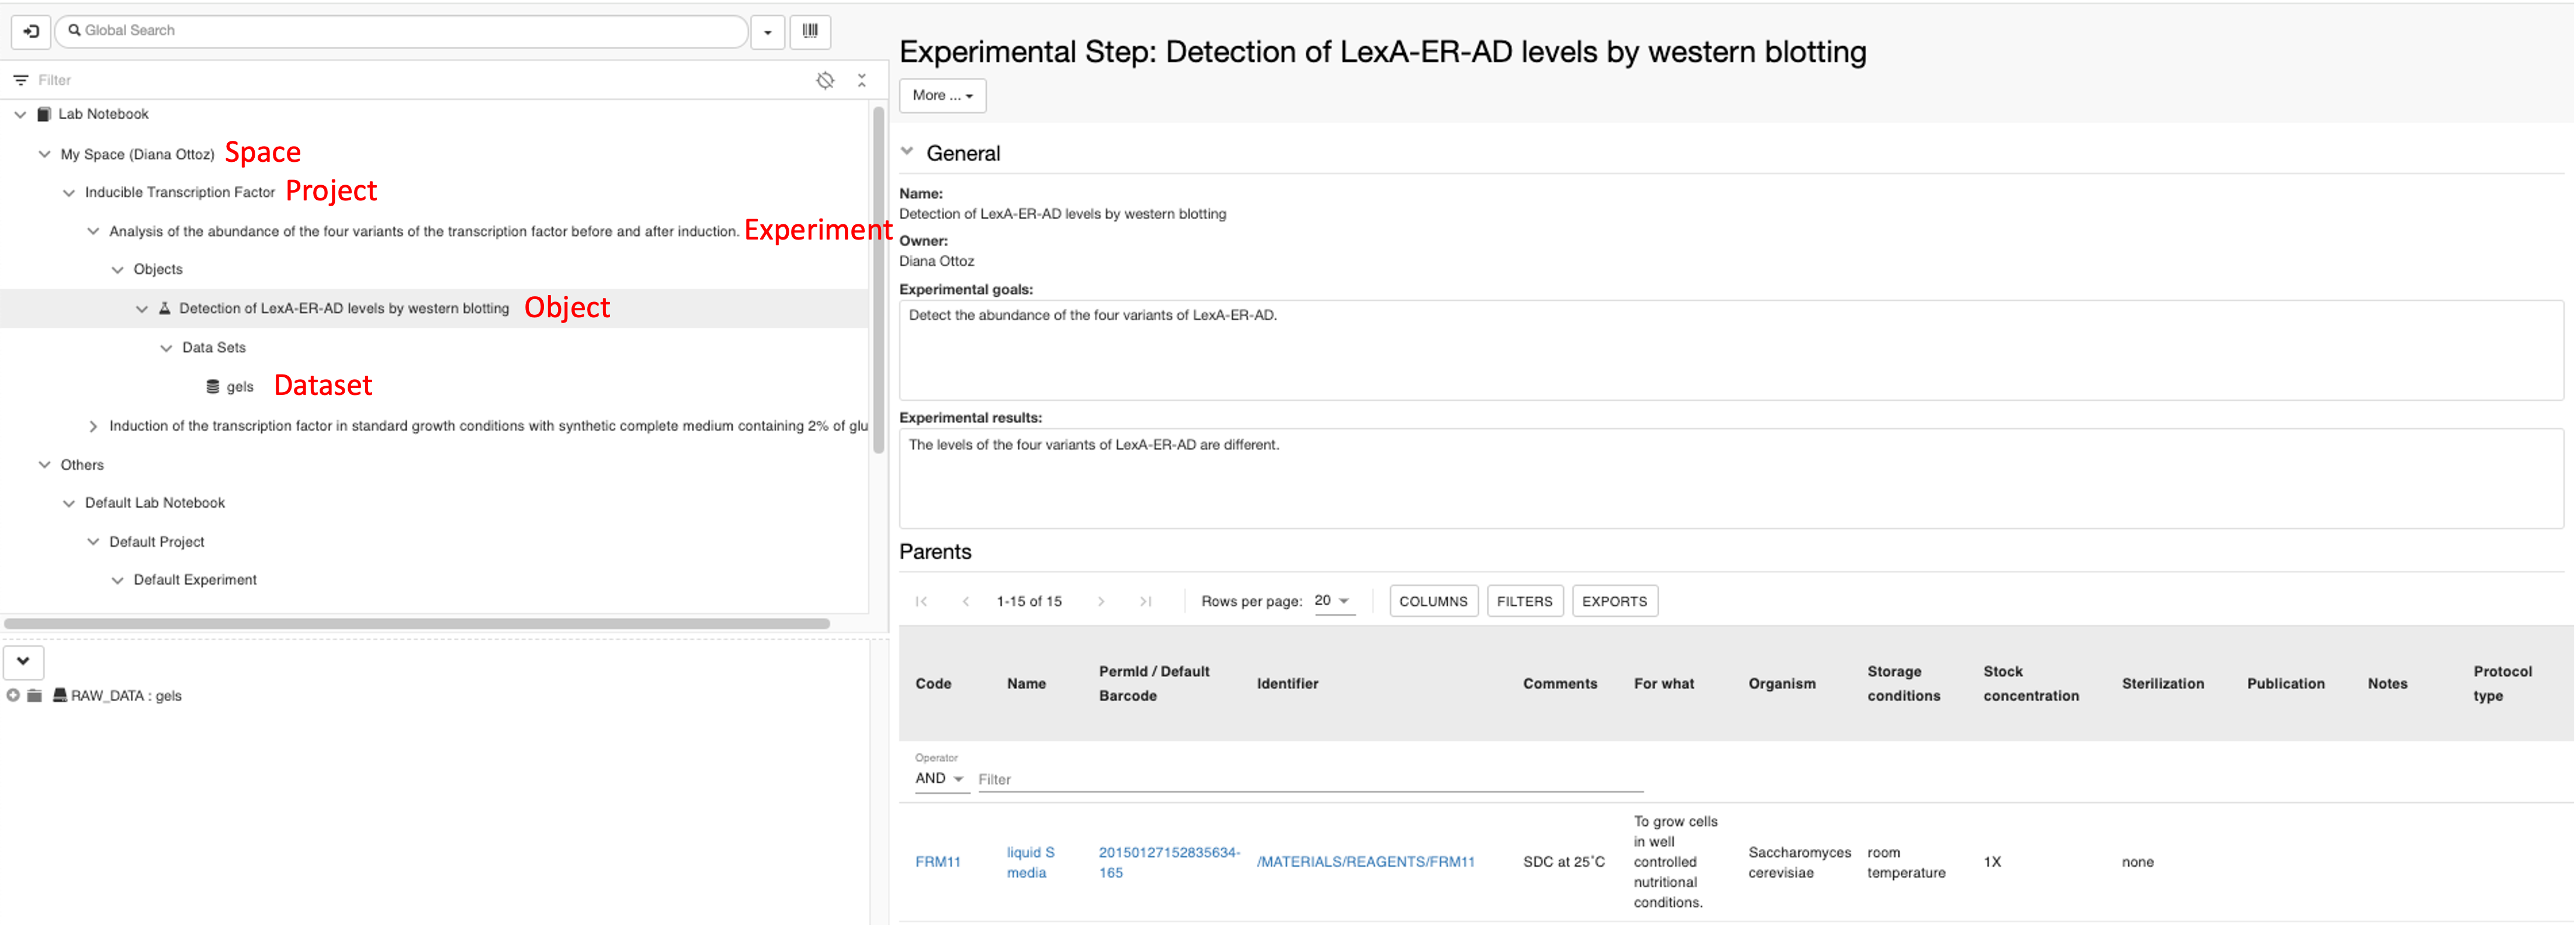 Global Search
Filter
Lab Notebook
My Space (Diana Ottoz) Space
Inducible Transcription Factor Project
Analysis of the abundance of the four variants of the transcription factor before and after induction. Experiment
Objects
Detection of LexA-ER-AD levels by western blotting Object
Data Sets
gels Dataset
Induction of the transcription factor in standard growth conditions with synthetic complete medium containing 2% of glu
Others
Default Lab Notebook
Default Project
Default Experiment
RAW_DATA : gels
Experimental Step: Detection of LexA-ER-AD levels by western blotting
More ...
General
Name:
Detection of LexA-ER-AD levels by western blotting
Owner:
Diana Ottoz
Experimental goals:
Detect the abundance of the four variants of LexA-ER-AD.
Experimental results:
The levels of the four variants of LexA-ER-AD are different.
Parents
1-15 of 15 Rows per page: 20 COLUMNS FILTERS EXPORTS
Code
Name
PermId / Default
Barcode
Identifier
Comments
For what
Organism
Storage
conditions
Stock
concentration
Sterilization
Publication
Notes
Protocol
type
Operator
AND Filter
FRM11
liquid S
media
20150127152835634-
165
/MATERIALS/REAGENTS/FRM11
SDC at 25˚C
To grow cells
in well
controlled
nutritional
conditions.
Saccharomyces
cerevisiae
room
temperature
1X
none